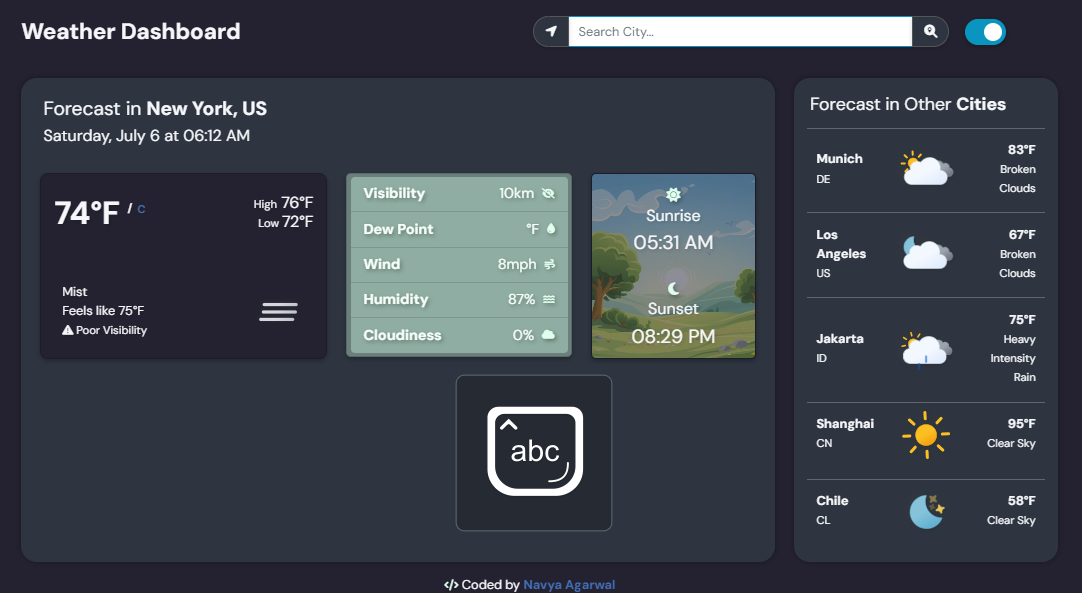 Weather Dashboard
Search City...
Forecast in New York, US
Saturday, July 6 at 06:12 AM
74°F / C
High 76°F
Low 72°F
Mist
Feels like 75°F
Poor Visibility
Visibility 10km
Dew Point °F
Wind 8mph
Humidity 87%
Cloudiness 0%
Sunrise
05:31 AM
Sunset
08:29 PM
abc
Forecast in Other Cities
Munich
DE
83°F
Broken
Clouds
Los
Angeles
US
67°F
Broken
Clouds
Jakarta
ID
75°F
Heavy
Intensity
Rain
Shanghai
CN
95°F
Clear Sky
Chile
CL
58°F
Clear Sky
</> Coded by Navya Agarwal